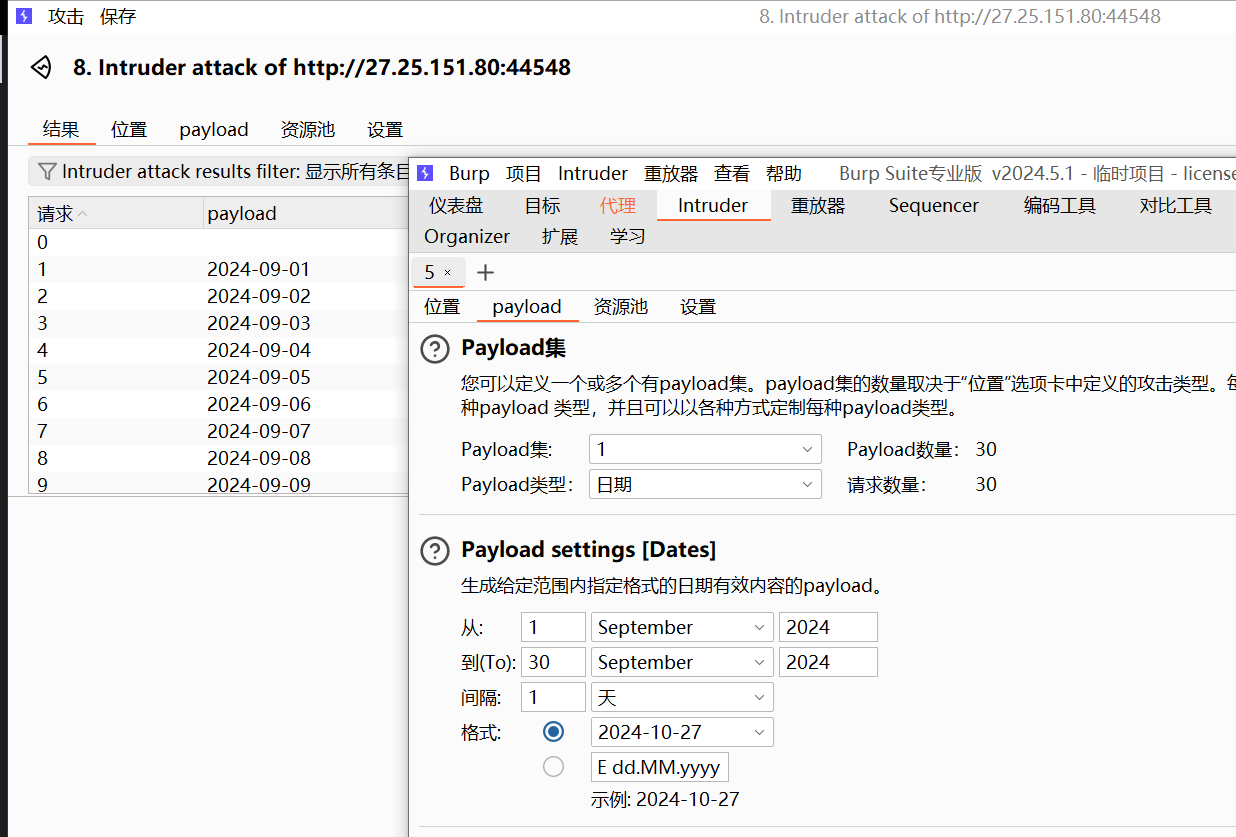 攻击 保存
8. Intruder attack of http://27.25.151.80:44548
8. Intruder attack of http://27.25.151.80:44548
结果 位置 payload 资源池 设置
Intruder attack results filter: 显示所有条目
请求 payload
0
1 2024-09-01
2 2024-09-02
3 2024-09-03
4 2024-09-04
5 2024-09-05
6 2024-09-06
7 2024-09-07
8 2024-09-08
9 2024-09-09
Burp 项目 Intruder 重放器 查看 帮助 Burp Suite专业版 v2024.5.1 - 临时项目 - license
仪表盘 目标 代理 Intruder 重放器 Sequencer 编码工具 对比工具
Organizer 扩展 学习
5 × +
位置 payload 资源池 设置
Payload集
您可以定义一个或多个有payload集。payload集的数量取决于“位置”选项卡中定义的攻击类型。每
种payload 类型，并且可以以各种方式定制每种payload类型。
Payload集: 1 Payload数量： 30
Payload类型： 日期 请求数量： 30
Payload settings [Dates]
生成给定范围内指定格式的日期有效内容的payload。
从: 1 September 2024
到(To): 30 September 2024
间隔: 1 天
格式: 2024-10-27
E dd.MM.yyyy
示例: 2024-10-27